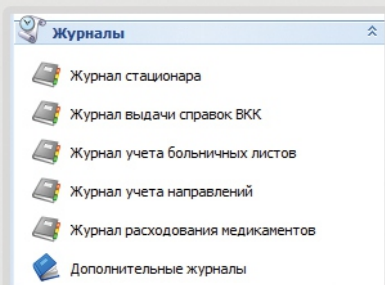 Журналы
Журнал стационара
Журнал выдачи справок ВКК
Журнал учета больничных листов
Журнал учета направлений
Журнал расходования медикаментов
Дополнительные журналы